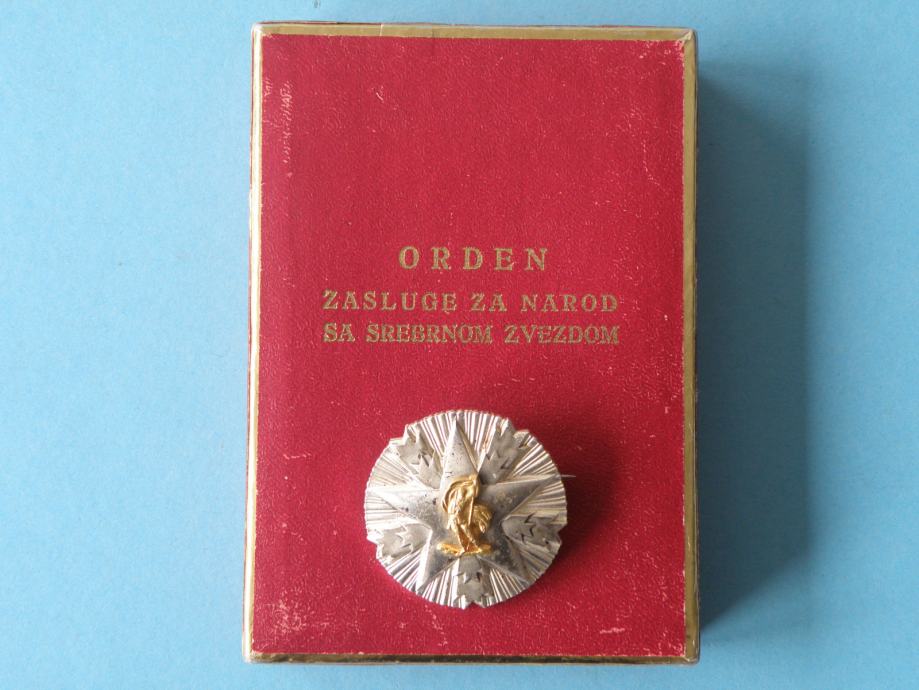 ORDEN
ZASLUGE ZA NAROD
SA SREBRNOM ZVEZDOM